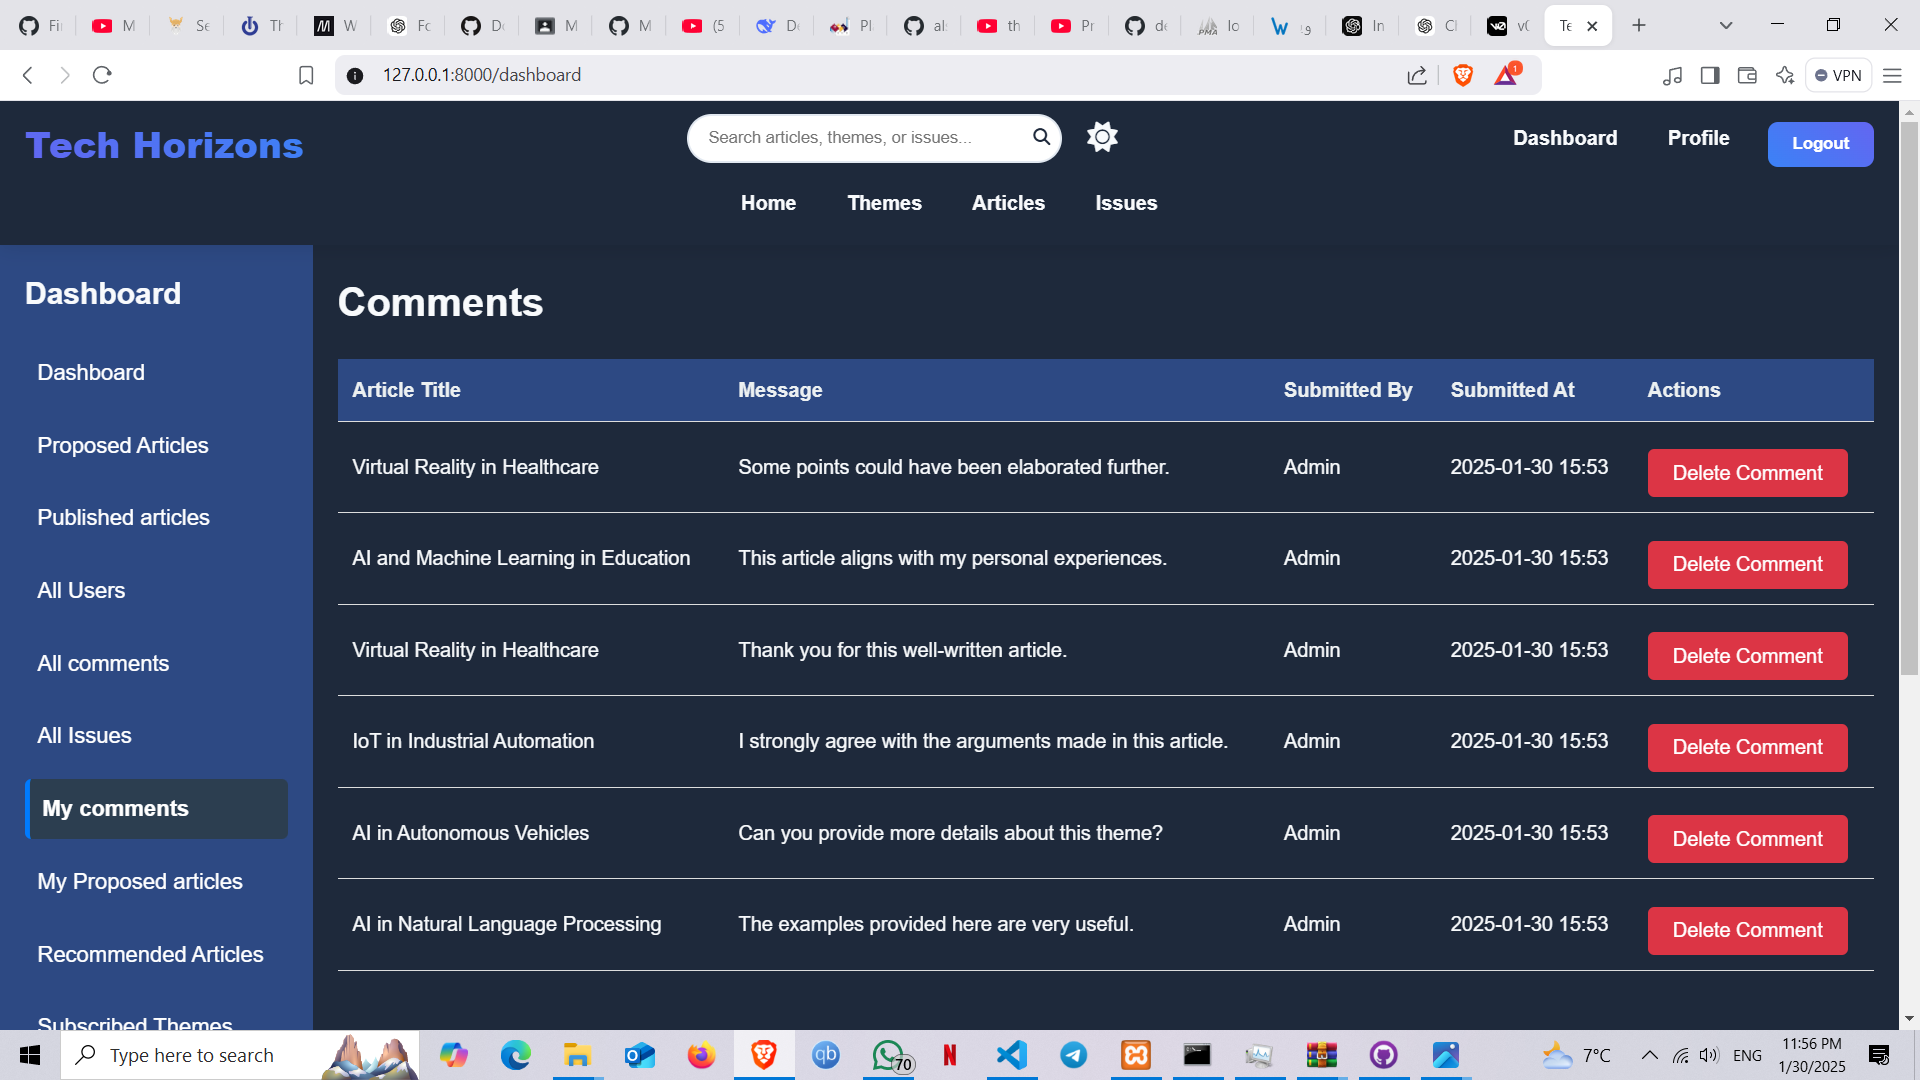 Fi
M
Se
Th
W
Fc
De
M
M
(5
De
Pl
als
th
Pr
de
lo
In
Cl
v0
Te
127.0.0.1:8000/dashboard
1
VPN
Tech Horizons
Search articles, themes, or issues...
Dashboard
Profile
Logout
Home
Themes
Articles
Issues
Dashboard
Dashboard
Proposed Articles
Published articles
All Users
All comments
All Issues
My comments
My Proposed articles
Recommended Articles
Subscribed Themes
Comments
Article Title Message Submitted By Submitted At Actions
Virtual Reality in Healthcare Some points could have been elaborated further. Admin 2025-01-30 15:53 Delete Comment
AI and Machine Learning in Education This article aligns with my personal experiences. Admin 2025-01-30 15:53 Delete Comment
Virtual Reality in Healthcare Thank you for this well-written article. Admin 2025-01-30 15:53 Delete Comment
IoT in Industrial Automation I strongly agree with the arguments made in this article. Admin 2025-01-30 15:53 Delete Comment
AI in Autonomous Vehicles Can you provide more details about this theme? Admin 2025-01-30 15:53 Delete Comment
AI in Natural Language Processing The examples provided here are very useful. Admin 2025-01-30 15:53 Delete Comment
Type here to search
qb
70
N
7°C
ENG
11:56 PM
1/30/2025